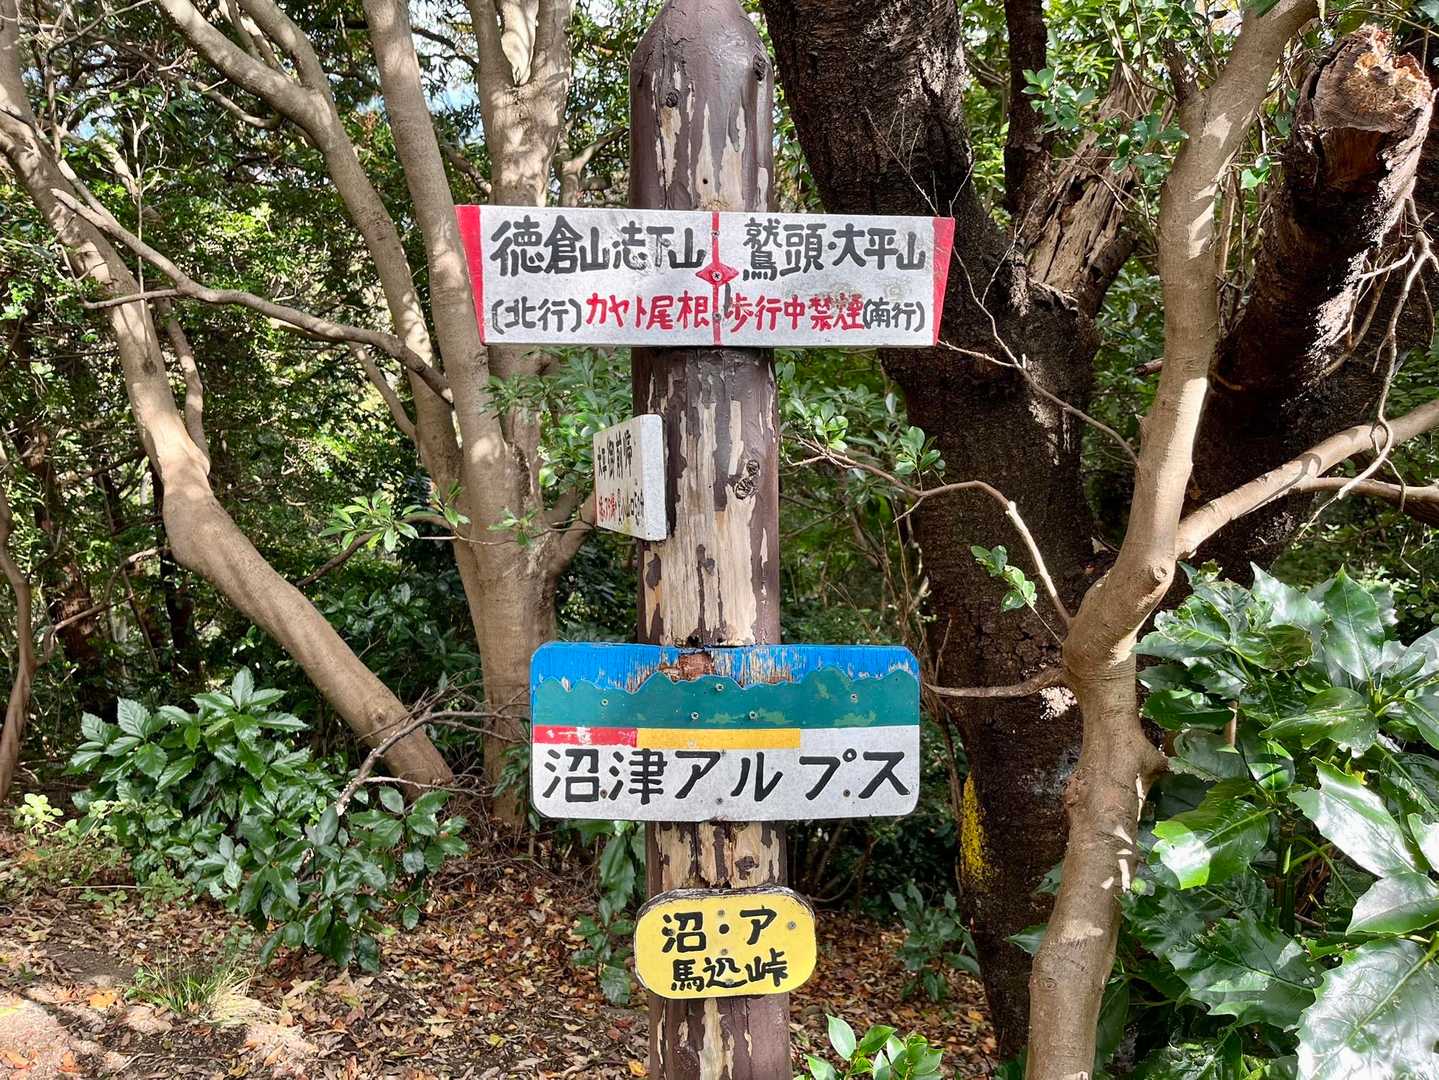 徳倉山・志下山 鷲頭・大平山
(北行) カヤト尾根 歩行中禁煙 (南行)
沼津アルプス
沼・ア
馬込峠